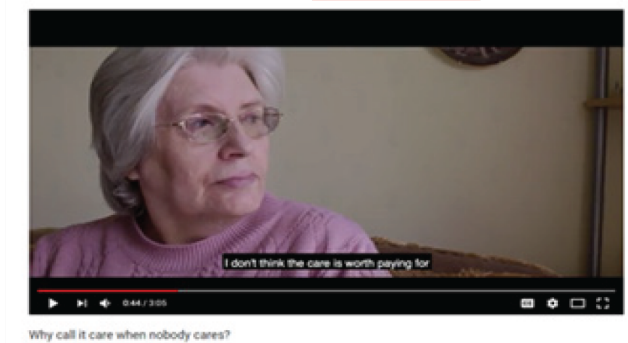 I don't think the care is worth paying for
0:44 / 3:05
Why call it care when nobody cares?